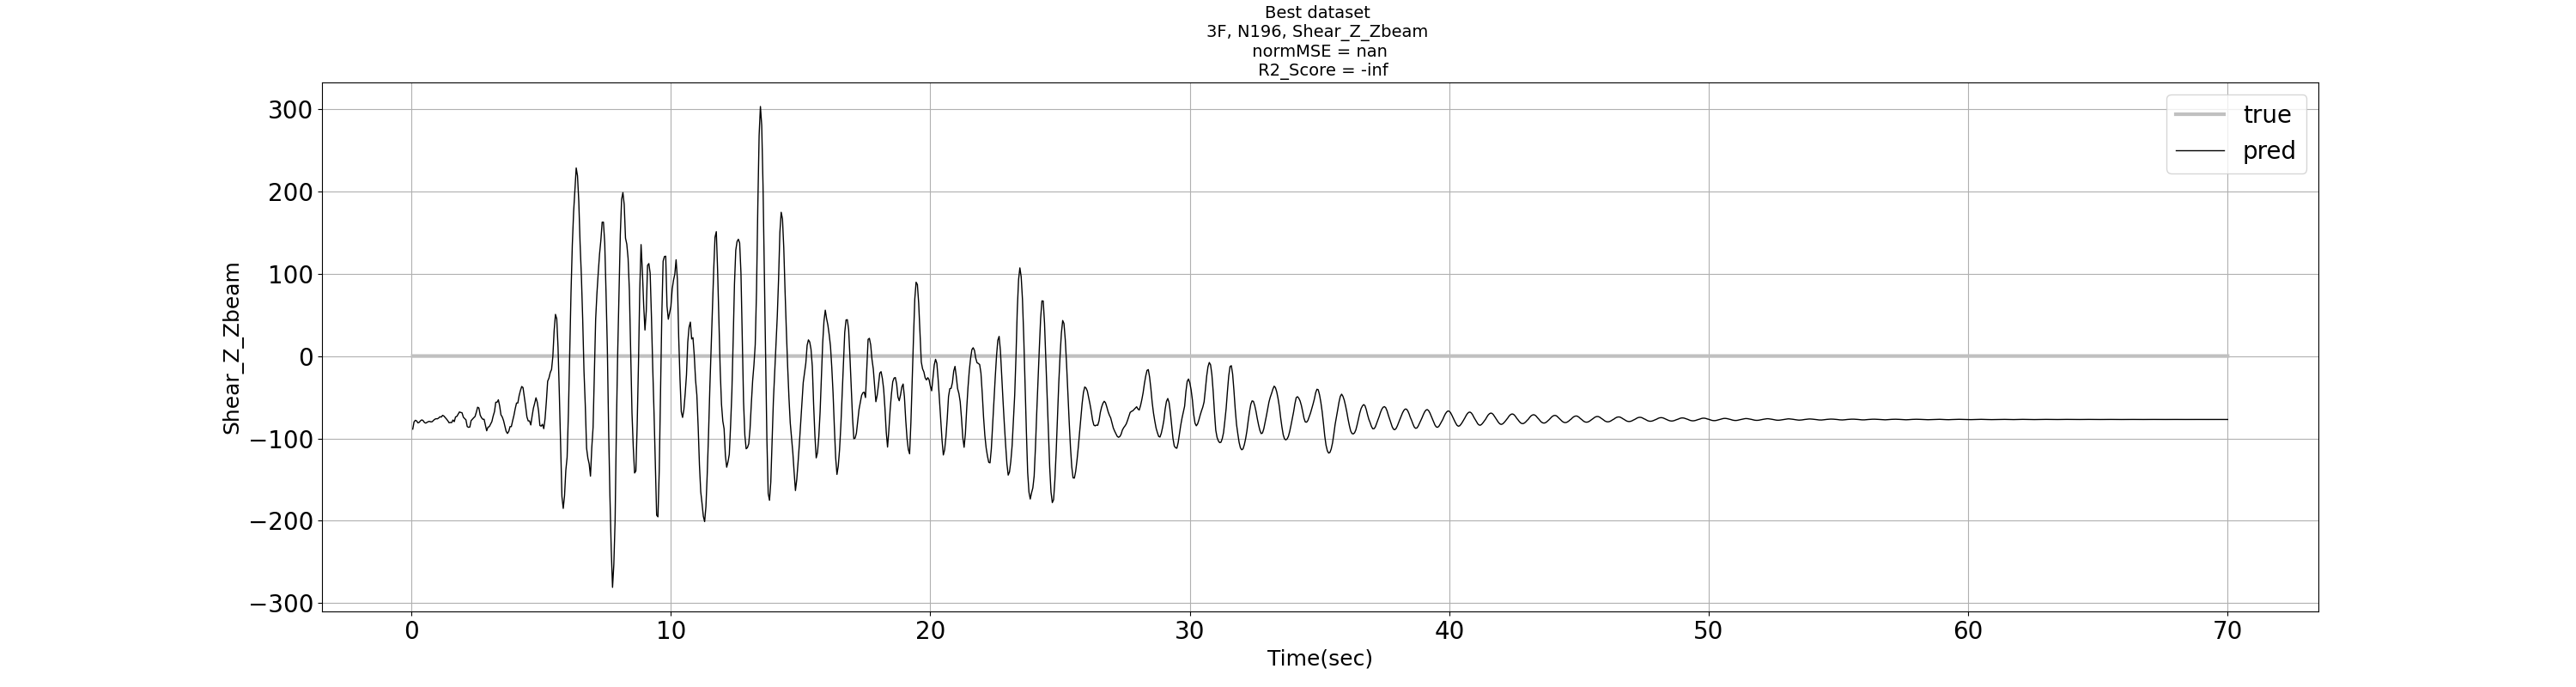 Best dataset
3F, N196, Shear_Z_Zbeam
normMSE = nan
R2_Score = -inf
true
pred
Shear_Z_Zbeam
300
200
100
0
−100
−200
−300
0 10 20 30 40 50 60 70
Time(sec)